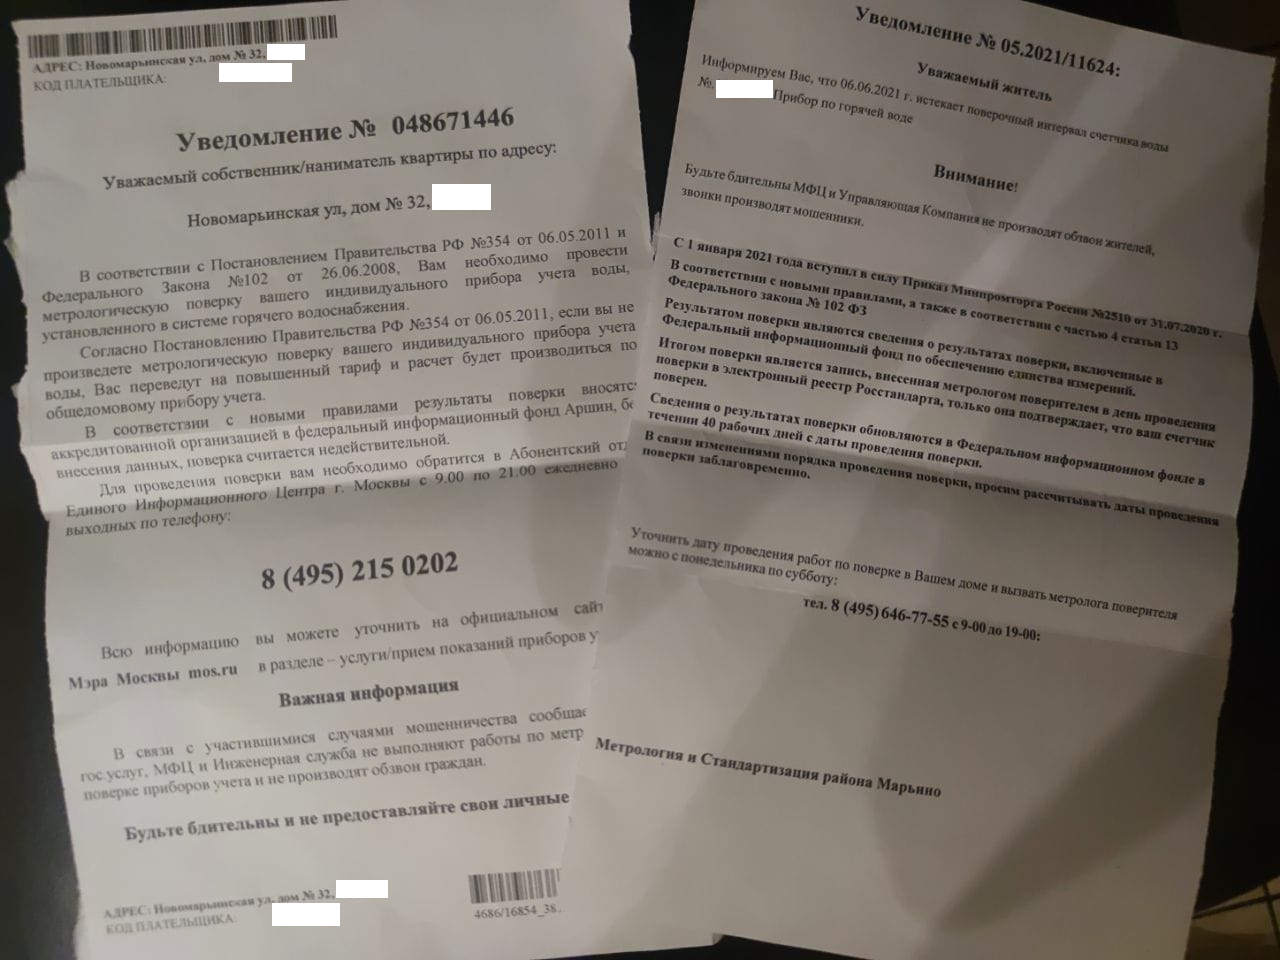 АДРЕС: Новомарьинская ул, дом № 32,
КОД ПЛАТЕЛЬЩИКА:
Уведомление № 048671446
Уважаемый собственник/наниматель квартиры по адресу:
Новомарьинская ул, дом № 32,
В соответствии с Постановлением Правительства РФ №354 от 06.05.2011 и
Федерального Закона №102 от 26.06.2008, Вам необходимо провести
метрологическую поверку вашего индивидуального прибора учета воды,
установленного в системе горячего водоснабжения.
Согласно Постановлению Правительства РФ №354 от 06.05.2011, если вы не
произведете метрологическую поверку вашего индивидуального прибора учета
воды, Вас переведут на повышенный тариф и расчет будет производиться по
общедомовому прибору учета.
В соответствии с новыми правилами результаты поверки вносятся
аккредитованной организацией в федеральный информационный фонд Аршин, бе
внесения данных, поверка считается недействительной.
Для проведения поверки вам необходимо обратится в Абонентский отд
Единого Информационного Центра г. Москвы с 9.00 по 21.00 ежедневно
выходных по телефону:
8 (495) 215 0202
Всю информацию вы можете уточнить на официальном сайт
Мэра Москвы mos.ru в разделе – услуги/прием показаний приборов у
Важная информация
В связи с участившимися случаями мошенничества сообщае
гос.услуг, МФЦ и Инженерная служба не выполняют работы по метр
поверке приборов учета и не производят обзвон граждан.
Будьте бдительны и не предоставляйте свои личные
АДРЕС: Новомарьинская ул, дом № 32,
КОД ПЛАТЕЛЬЩИКА:
4686/16854_38
Уведомление № 05.2021/11624:
Уважаемый житель
Информируем Вас, что 06.06.2021 г. истекает поверочный интервал счетчика воды
№. Прибор по горячей воде
Внимание!
Будьте бдительны МФЦ и Управляющая Компания не производят обзвон жителей,
звонки производят мошенники.
С 1 января 2021 года вступил в силу Приказ Минпромторга России №2510 от 31.07.2020 г.
В соответствии с новыми правилами, а также в соответствии с частью 4 статьи 13
Федерального закона № 102 ФЗ
Результатом поверки являются сведения о результатах поверки, включенные в
Федеральный информационный фонд по обеспечению единства измерений.
Итогом поверки является запись, внесенная метрологом поверителем в день проведения
поверки в электронный реестр Росстандарта, только она подтверждает, что ваш счетчик
поверен.
Сведения о результатах поверки обновляются в Федеральном информационном фонде в
течении 40 рабочих дней с даты проведения поверки.
В связи изменениями порядка проведения поверки, просим рассчитывать даты проведения
поверки заблаговременно.
Уточнить дату проведения работ по поверке в Вашем доме и вызвать метролога поверителя
можно с понедельника по субботу:
тел. 8 (495) 646-77-55 с 9-00 до 19-00:
Метрология и Стандартизация района Марьино